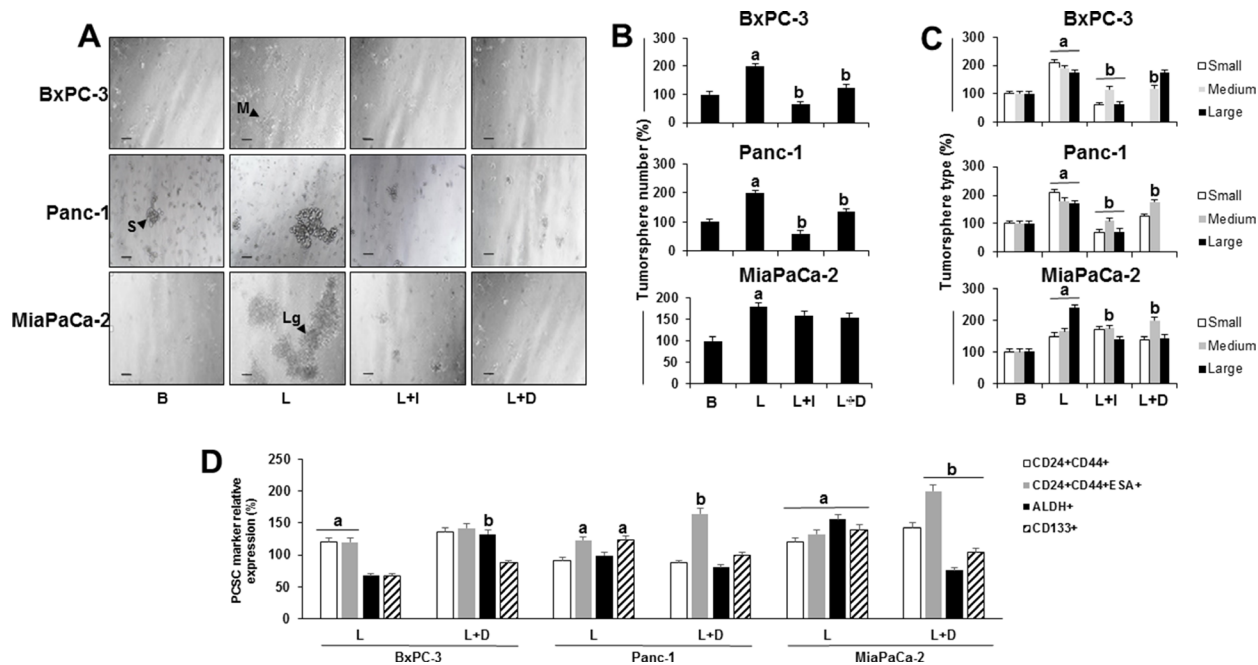 A
BxPC-3
M
Panc-1
S
MiaPaCa-2
Lg
B L L+I L+D
B
Tumorsphere number (%)
BxPC-3
300
200
100
0
a
b
b
Panc-1
300
200
100
0
a
b
b
MiaPaCa-2
200
150
100
50
0
a
B L L+I L+D
C
Tumorsphere type (%)
BxPC-3
300
200
100
0
a
b
b
Small
Medium
Large
Panc-1
300
200
100
0
a
b
b
Small
Medium
Large
MiaPaCa-2
300
200
100
0
a
b
b
Small
Medium
Large
B L L+I L+D
D
PCSC marker relative
expression (%)
250
200
150
100
50
0
a
b
a a
b
a
b
CD24+CD44+
CD24+CD44+ESA+
ALDH+
CD133+
L L+D L L+D L L+D
BxPC-3 Panc-1 MiaPaCa-2